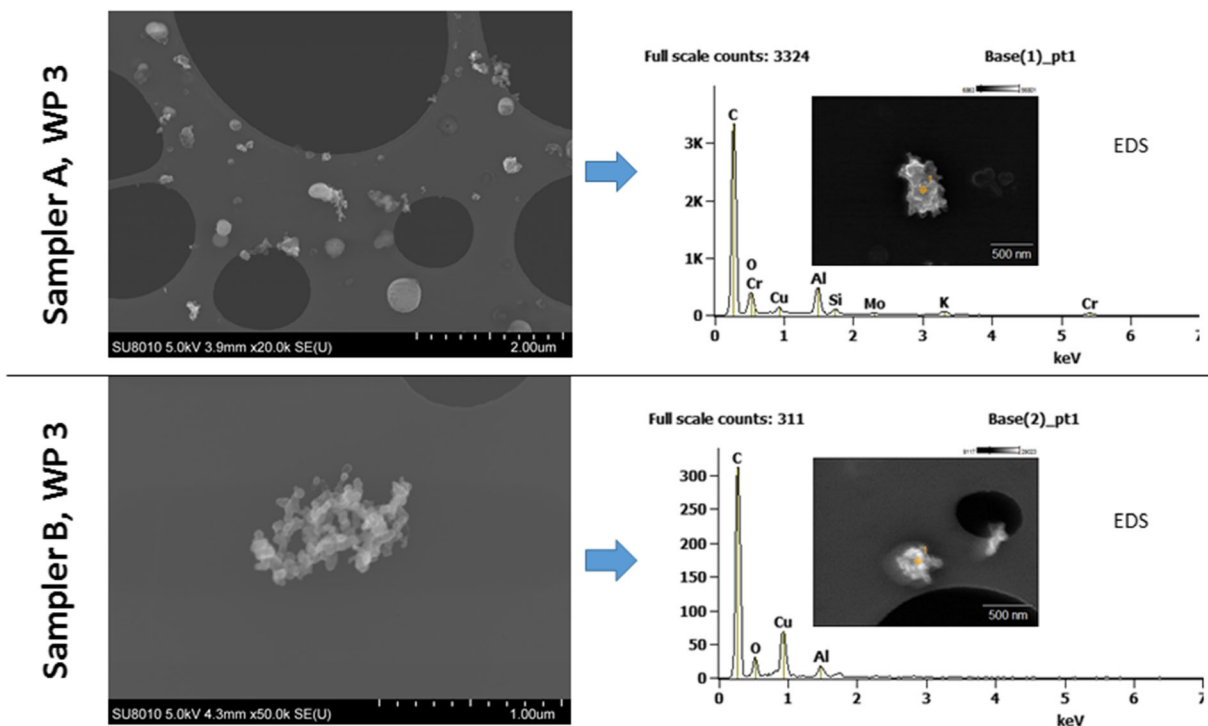 Sampler A, WP 3
SU8010 5.0kV 3.9mm x20.0k SE(U)
2.00um
Full scale counts: 3324
Base(1)_pt1
C
O
Cr
Cu
Al
Si
Mo
K
Cr
3K
2K
1K
0
0 1 2 3 4 5 6 7
keV
1
500 nm
EDS
Sampler B, WP 3
SU8010 5.0kV 4.3mm x50.0k SE(U)
1.00um
Full scale counts: 311
Base(2)_pt1
C
O
Cu
Al
300
250
200
150
100
50
0
0 1 2 3 4 5 6 7
keV
1
500 nm
EDS